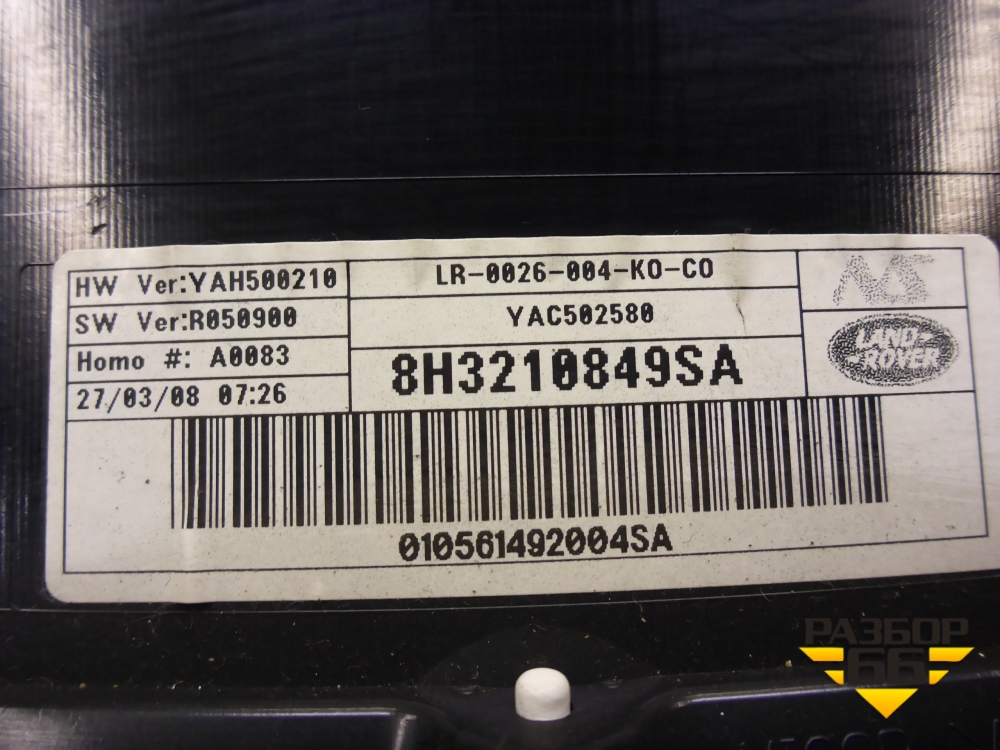 HW Ver:YAH500210
SW Ver:R050900
Homo #: A0083
27/03/08 07:26
LR-0026-004-KO-CO
YAC502580
8H3210849SA
LAND-
ROVER
010561492004SA
РАЗБОР
66